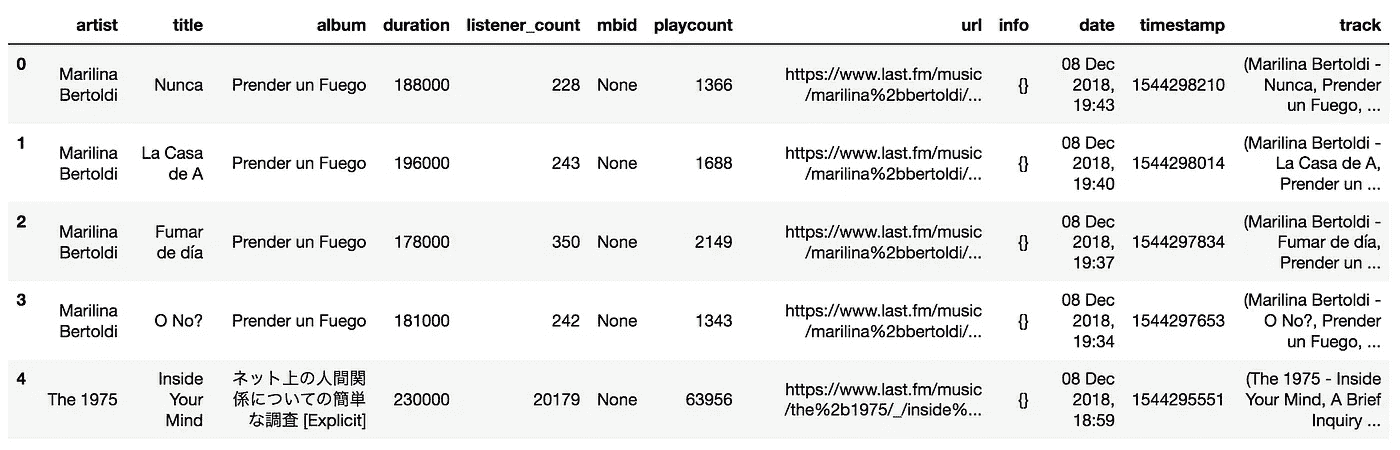 artist title album duration listener_count mbid playcount url info date timestamp track
0 Marilina Bertoldi Nunca Prender un Fuego 188000 228 None 1366 https://www.last.fm/music/marilina%2bbertoldi/... {} 08 Dec 2018, 19:43 1544298210 (Marilina Bertoldi - Nunca, Prender un Fuego, ...
1 Marilina Bertoldi La Casa de A Prender un Fuego 196000 243 None 1688 https://www.last.fm/music/marilina%2bbertoldi/... {} 08 Dec 2018, 19:40 1544298014 (Marilina Bertoldi - La Casa de A, Prender un ...
2 Marilina Bertoldi Fumar de día Prender un Fuego 178000 350 None 2149 https://www.last.fm/music/marilina%2bbertoldi/... {} 08 Dec 2018, 19:37 1544297834 (Marilina Bertoldi - Fumar de día, Prender un ...
3 Marilina Bertoldi O No? Prender un Fuego 181000 242 None 1343 https://www.last.fm/music/marilina%2bbertoldi/... {} 08 Dec 2018, 19:34 1544297653 (Marilina Bertoldi - O No?, Prender un Fuego, ...
4 The 1975 Inside Your Mind ネット上の人間関係についての簡単な調査 [Explicit] 230000 20179 None 63956 https://www.last.fm/music/the%2b1975/_/inside%... {} 08 Dec 2018, 18:59 1544295551 (The 1975 - Inside Your Mind, A Brief Inquiry ...